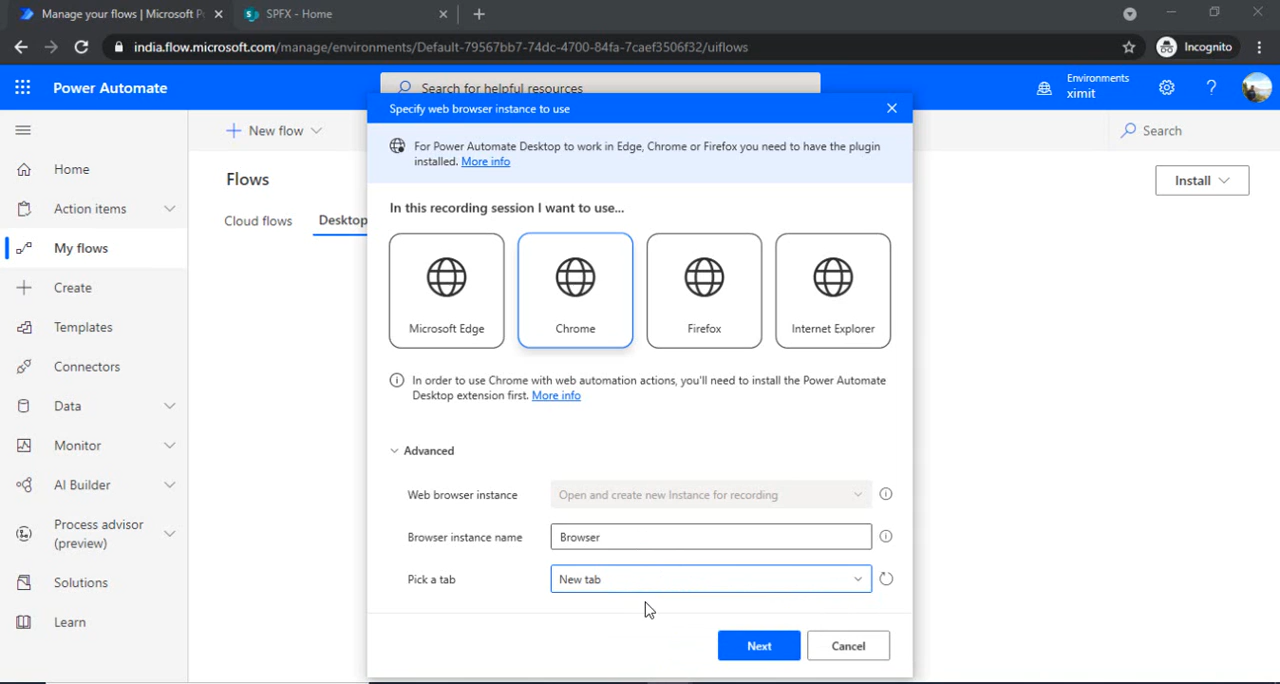 Manage your flows | Microsoft P
SPFX - Home
Incognito
india.flow.microsoft.com/manage/environments/Default-79567bb7-74dc-4700-84fa-7caef3506f32/uiflows
Power Automate
Search for helpful resources
Environments
ximit
New flow
Search
Home
Action items
My flows
Create
Templates
Connectors
Data
Monitor
AI Builder
Process advisor
(preview)
Solutions
Learn
Flows
Install
Cloud flows
Desktop
Specify web browser instance to use
For Power Automate Desktop to work in Edge, Chrome or Firefox you need to have the plugin
installed. More info
In this recording session I want to use...
Microsoft Edge
Chrome
Firefox
Internet Explorer
In order to use Chrome with web automation actions, you'll need to install the Power Automate
Desktop extension first. More info
Advanced
Web browser instance
Open and create new Instance for recording
Browser instance name
Browser
Pick a tab
New tab
Next
Cancel